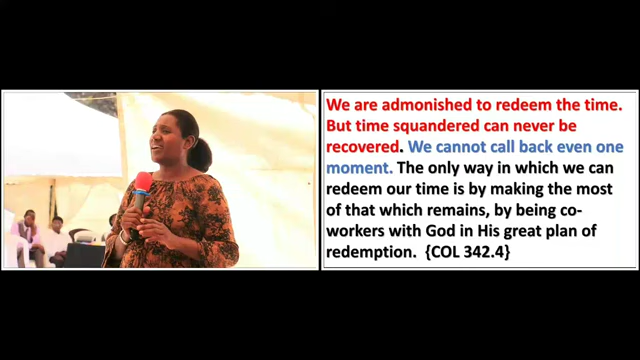 We are admonished to redeem the time.
But time squandered can never be
recovered. We cannot call back even one
moment. The only way in which we can
redeem our time is by making the most
of that which remains, by being co-
workers with God in His great plan of
redemption.  {COL 342.4}